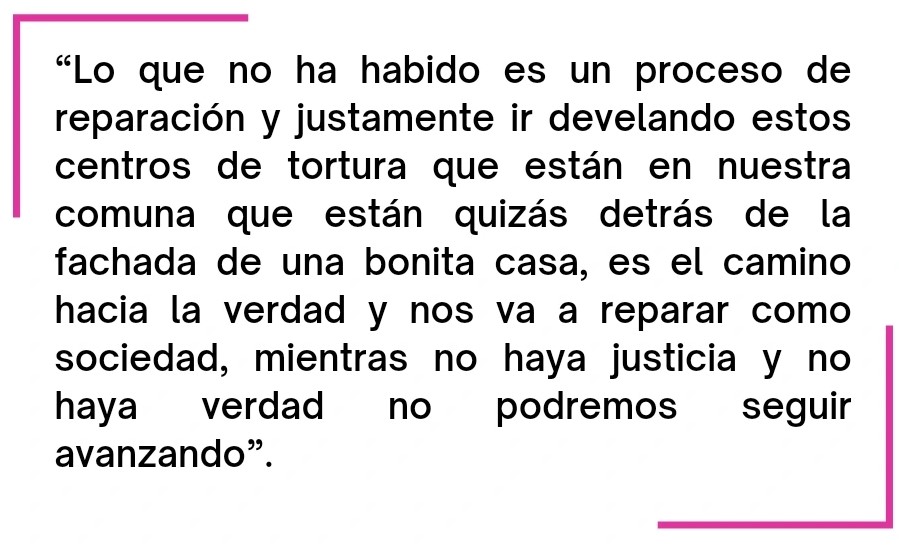 “Lo que no ha habido es un proceso de
reparación y justamente ir develando estos
centros de tortura que están en nuestra
comuna que están quizás detrás de la
fachada de una bonita casa, es el camino
hacia la verdad y nos va a reparar como
sociedad, mientras no haya justicia y no
haya verdad no podremos seguir
avanzando”.